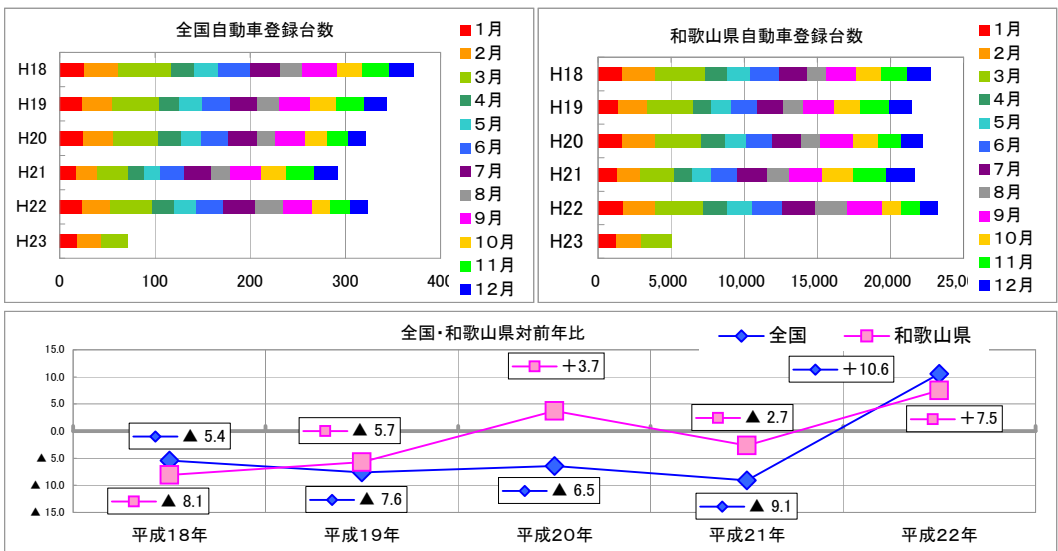 全国自動車登録台数
H18
H19
H20
H21
H22
H23
0
100
200
300
400
1月
2月
3月
4月
5月
6月
7月
8月
9月
10月
11月
12月
和歌山県自動車登録台数
H18
H19
H20
H21
H22
H23
0
5,000
10,000
15,000
20,000
25,00
1月
2月
3月
4月
5月
6月
7月
8月
9月
10月
11月
12月
全国・和歌山県対前年比
全国
和歌山県
15.0
10.0
5.0
0.0
▲ 5.0
▲ 10.0
▲ 15.0
▲ 5.4
▲ 8.1
▲ 5.7
▲ 7.6
+3.7
▲ 6.5
▲ 2.7
▲ 9.1
+10.6
+7.5
平成18年
平成19年
平成20年
平成21年
平成22年